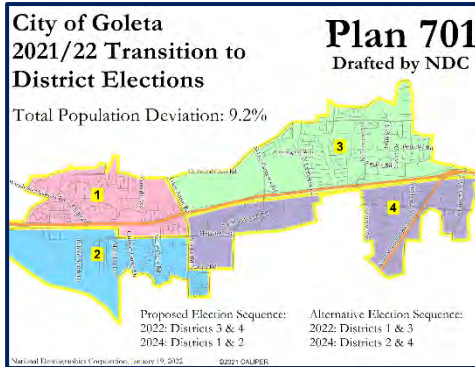 City of Goleta
2021/22 Transition to
District Elections
Plan 701
Drafted by NDC
Total Population Deviation: 9.2%
3
1
4
2
Proposed Election Sequence:
2022: Districts 3 & 4
2024: Districts 1 & 2
Alternative Election Sequence:
2022: Districts 1 & 3
2024: Districts 2 & 4
National Demographics Corporation, January 19, 2022
©2021 CALIPER